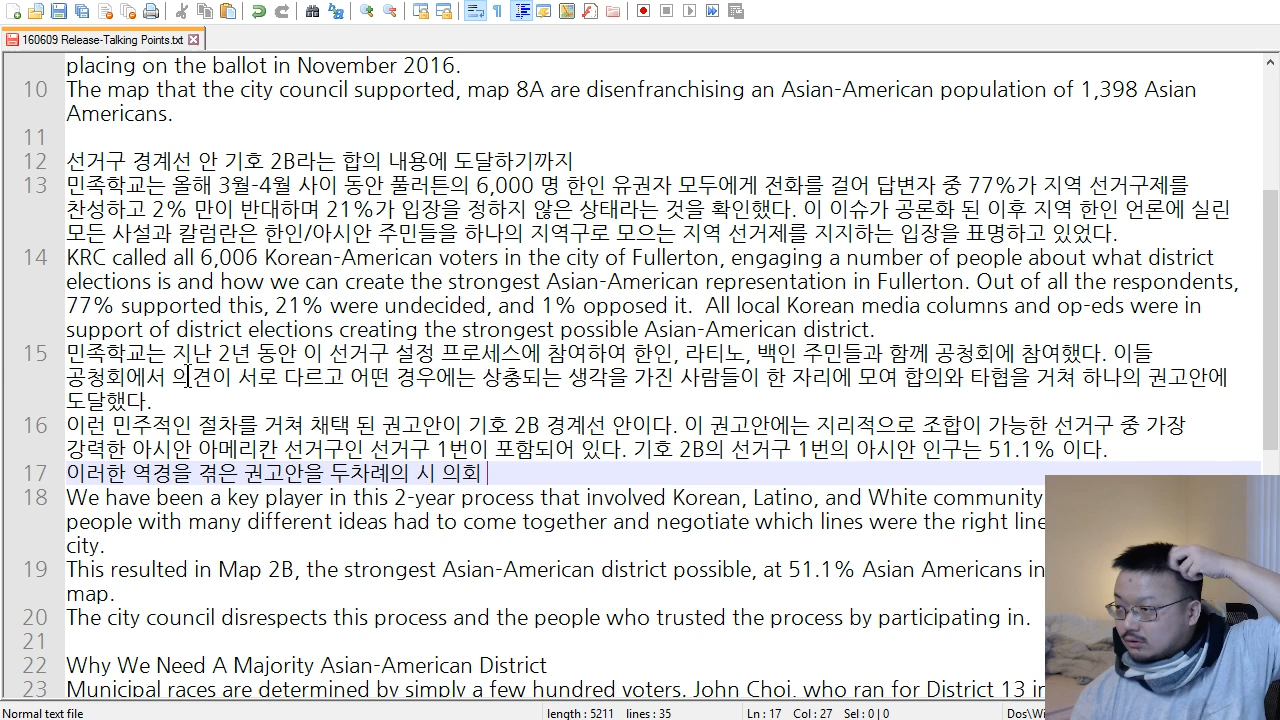 160609 Release-Talking Points.txt
placing on the ballot in November 2016.
10 The map that the city council supported, map 8A are disenfranchising an Asian-American population of 1,398 Asian
Americans.
11
12 선거구 경계선 안 기호 2B라는 합의 내용에 도달하기까지
13 민족학교는 올해 3월-4월 사이 동안 풀러튼의 6,000 명 한인 유권자 모두에게 전화를 걸어 답변자 중 77%가 지역 선거구제를
찬성하고 2% 만이 반대하며 21%가 입장을 정하지 않은 상태라는 것을 확인했다. 이 이슈가 공론화 된 이후 지역 한인 언론에 실린
모든 사설과 칼럼란은 한인/아시안 주민들을 하나의 지역구로 모으는 지역 선거제를 지지하는 입장을 표명하고 있었다.
14 KRC called all 6,006 Korean-American voters in the city of Fullerton, engaging a number of people about what district
elections is and how we can create the strongest Asian-American representation in Fullerton. Out of all the respondents,
77% supported this, 21% were undecided, and 1% opposed it.  All local Korean media columns and op-eds were in
support of district elections creating the strongest possible Asian-American district.
15 민족학교는 지난 2년 동안 이 선거구 설정 프로세스에 참여하여 한인, 라티노, 백인 주민들과 함께 공청회에 참여했다. 이들
공청회에서 의견이 서로 다르고 어떤 경우에는 상충되는 생각을 가진 사람들이 한 자리에 모여 합의와 타협을 거쳐 하나의 권고안에
도달했다.
16 이런 민주적인 절차를 거쳐 채택 된 권고안이 기호 2B 경계선 안이다. 이 권고안에는 지리적으로 조합이 가능한 선거구 중 가장
강력한 아시안 아메리칸 선거구인 선거구 1번이 포함되어 있다. 기호 2B의 선거구 1번의 아시안 인구는 51.1% 이다.
17 이러한 역경을 겪은 권고안을 두차례의 시 의회
18 We have been a key player in this 2-year process that involved Korean, Latino, and White community
people with many different ideas had to come together and negotiate which lines were the right line
city.
19 This resulted in Map 2B, the strongest Asian-American district possible, at 51.1% Asian Americans in
map.
20 The city council disrespects this process and the people who trusted the process by participating in.
21
22 Why We Need A Majority Asian-American District
23 Municipal races are determined by simply a few hundred voters. John Choi, who ran for District 13 in
Normal text file length : 5211 lines : 35 Ln : 17 Col : 27 Sel : 0 | 0 Dos\Wi